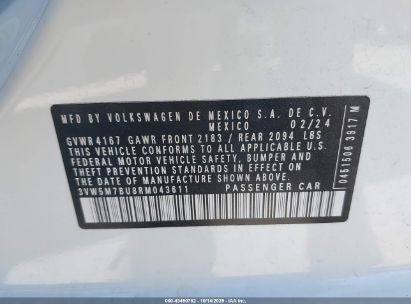 MFD BY VOLKSWAGEN DE MEXICO S.A. DE C.V.
MEXICO 02/24
GVWR 4167 GAWR FRONT 2183 / REAR 2094 LBS
THIS VEHICLE CONFORMS TO ALL APPLICABLE U.S.
FEDERAL MOTOR VEHICLE SAFETY, BUMPER AND
THEFT PREVENTION STANDARDS IN EFFECT ON
THE DATE OF MANUFACTURE SHOWN ABOVE
3VW5M7BU8RM043611 PASSENGER CAR
0451506 3917 M